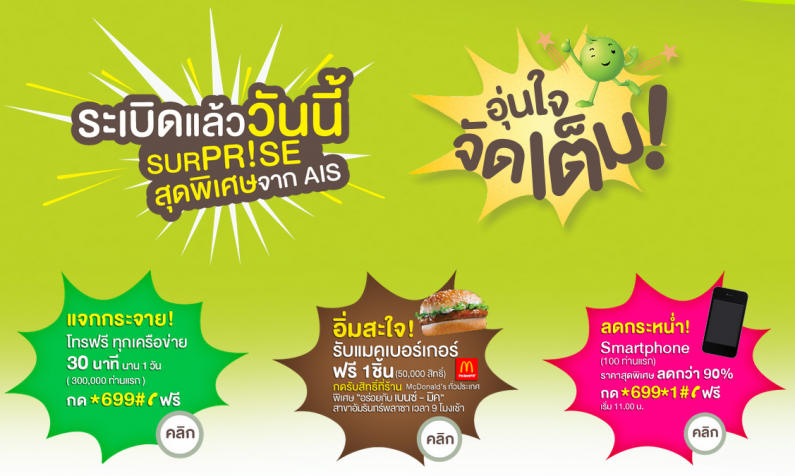 ระเบิดแล้ววันนี้
SURPR!SE
สุดพิเศษจาก AIS
อุ่นใจ
จัดเต็ม!
แจกกระจาย!
โทรฟรี ทุกเครือข่าย
30 นาที นาน 1 วัน
(300,000 ท่านแรก)
กด *699# ฟรี
คลิก
อิ่มสะใจ!
รับแมคเบอร์เกอร์
ฟรี 1ชิ้น (50,000 สิทธิ์)
กดรับสิทธิ์ที่ร้าน McDonald's ทั่วประเทศ
พิเศษ "อร่อยกับ เบนซ์ - มิค"
สาขาอัมรินทร์พลาซา เวลา 9 โมงเช้า
คลิก
ลดกระหน่ำ!
Smartphone
(100 ท่านแรก)
ราคาสุดพิเศษ ลดกว่า 90%
กด *699*1# ฟรี
เริ่ม 11.00 น.
คลิก